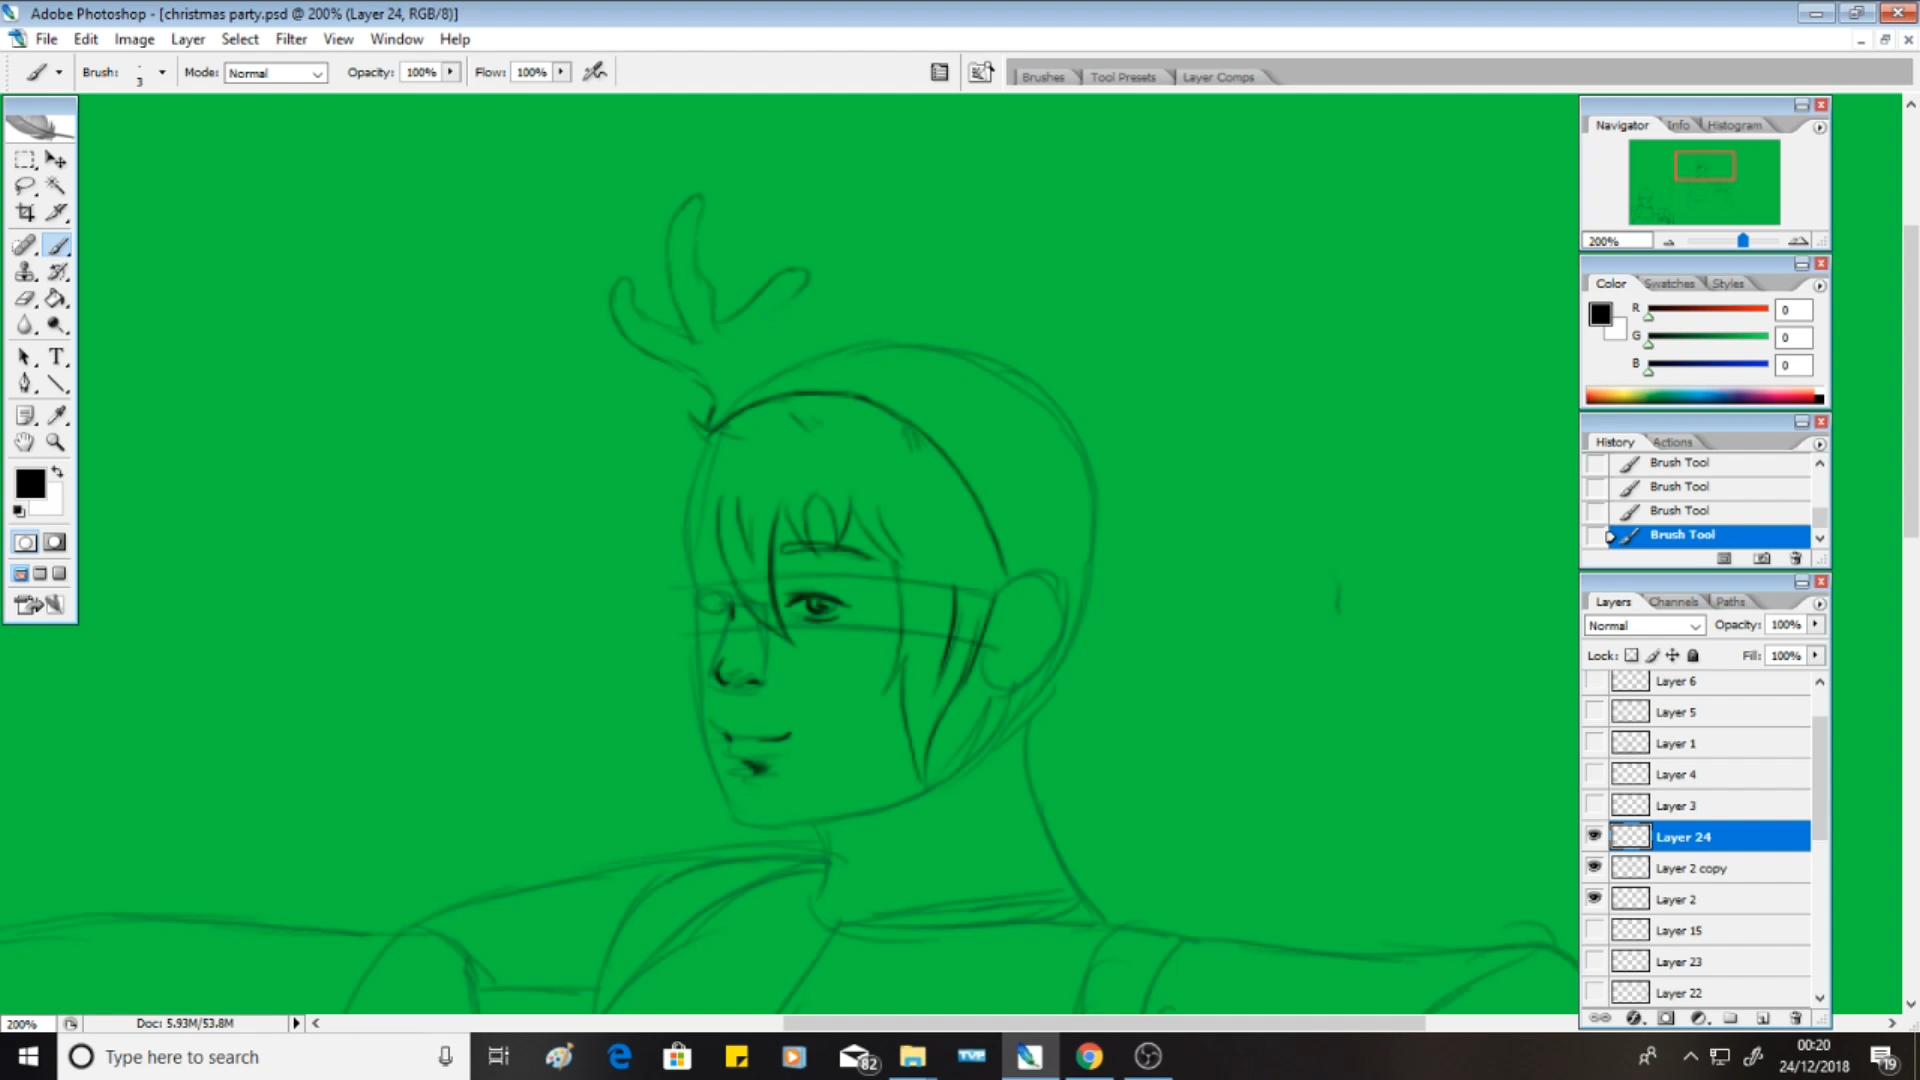 Adobe Photoshop - [christmas party.psd @ 200% (Layer 24, RGB/8)]
File Edit Image Layer Select Filter View Window Help
Brush: 3 Mode: Normal Opacity: 100% Flow: 100% Brushes Tool Presets Layer Comps
Navigator Info Histogram
200%
Color Swatches Styles
R 0
G 0
B 0
History Actions
Brush Tool
Brush Tool
Brush Tool
Brush Tool
Layers Channels Paths
Normal Opacity: 100%
Lock: Fill: 100%
Layer 6
Layer 5
Layer 1
Layer 4
Layer 3
Layer 24
Layer 2 copy
Layer 2
Layer 15
Layer 23
Layer 22
200% Doc: 5.93M/53.8M
Type here to search
82
TVP
00:20
24/12/2018
19